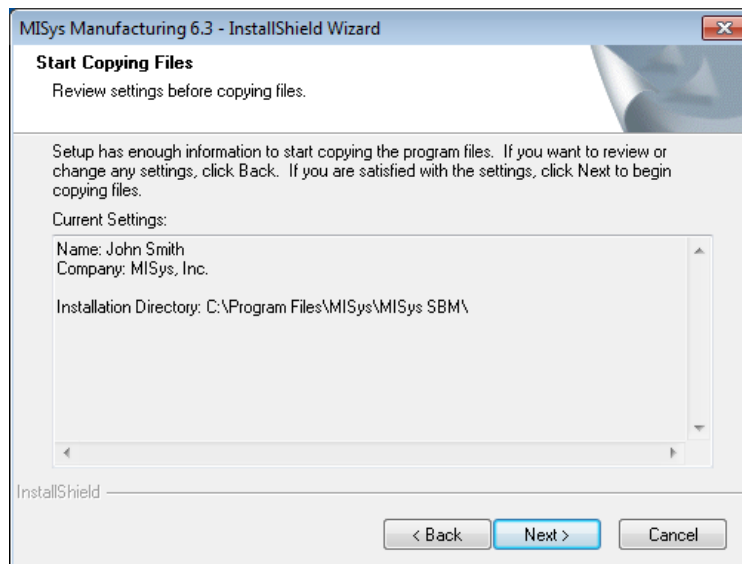 MISys Manufacturing 6.3 - InstallShield Wizard
Start Copying Files
Review settings before copying files.
Setup has enough information to start copying the program files.  If you want to review or
change any settings, click Back.  If you are satisfied with the settings, click Next to begin
copying files.
Current Settings:
Name: John Smith
Company: MISys, Inc.
Installation Directory: C:\Program Files\MISys\MISys SBM\
InstallShield
< Back
Next >
Cancel